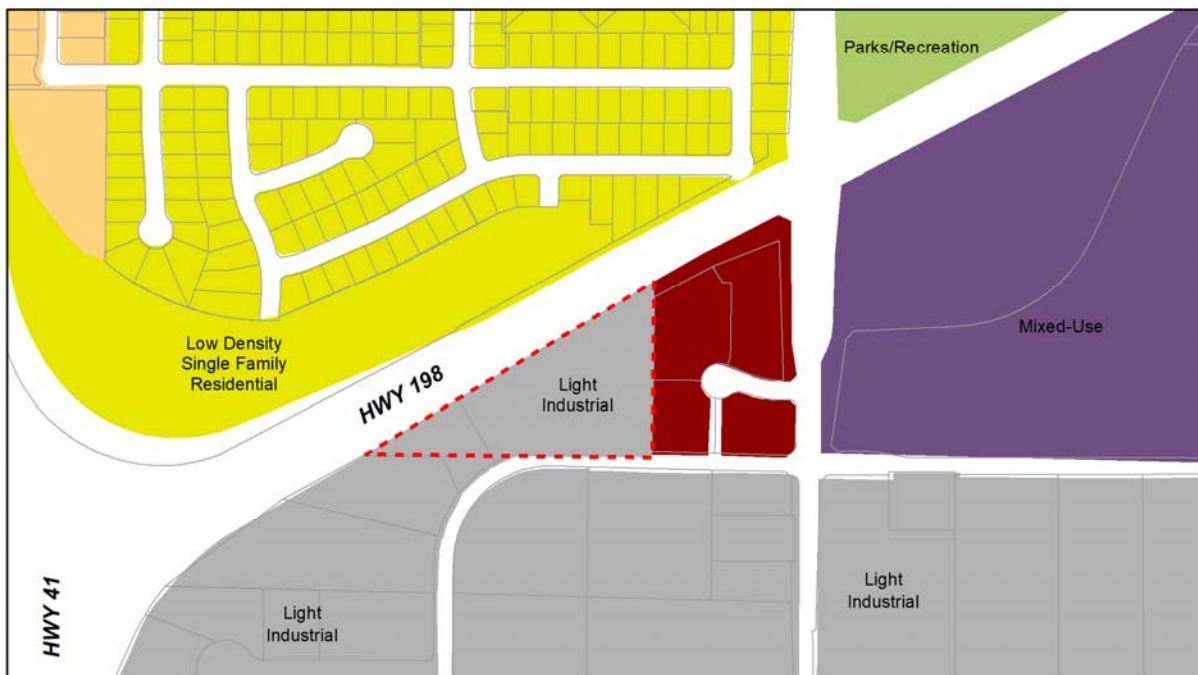 Parks/Recreation
Mixed-Use
Low Density
Single Family
Residential
HWY 198
Light
Industrial
HWY 41
Light
Industrial
Light
Industrial